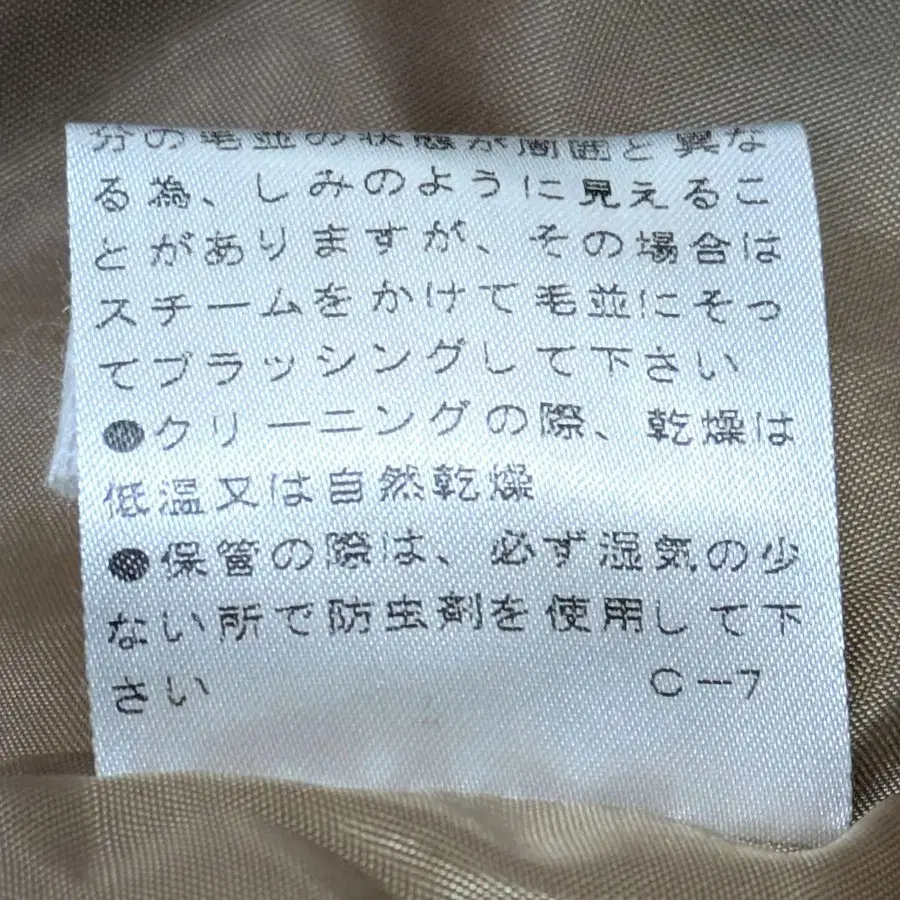 分の毛並の状態が周囲と異な
る為、しみのように見えるこ
とがありますが、その場合は
スチームをかけて毛並にそっ
てブラッシングして下さい
●クリーニングの際、乾燥は
低温又は自然乾燥
●保管の際は、必ず湿気の少
ない所で防虫剤を使用して下
さい C-7